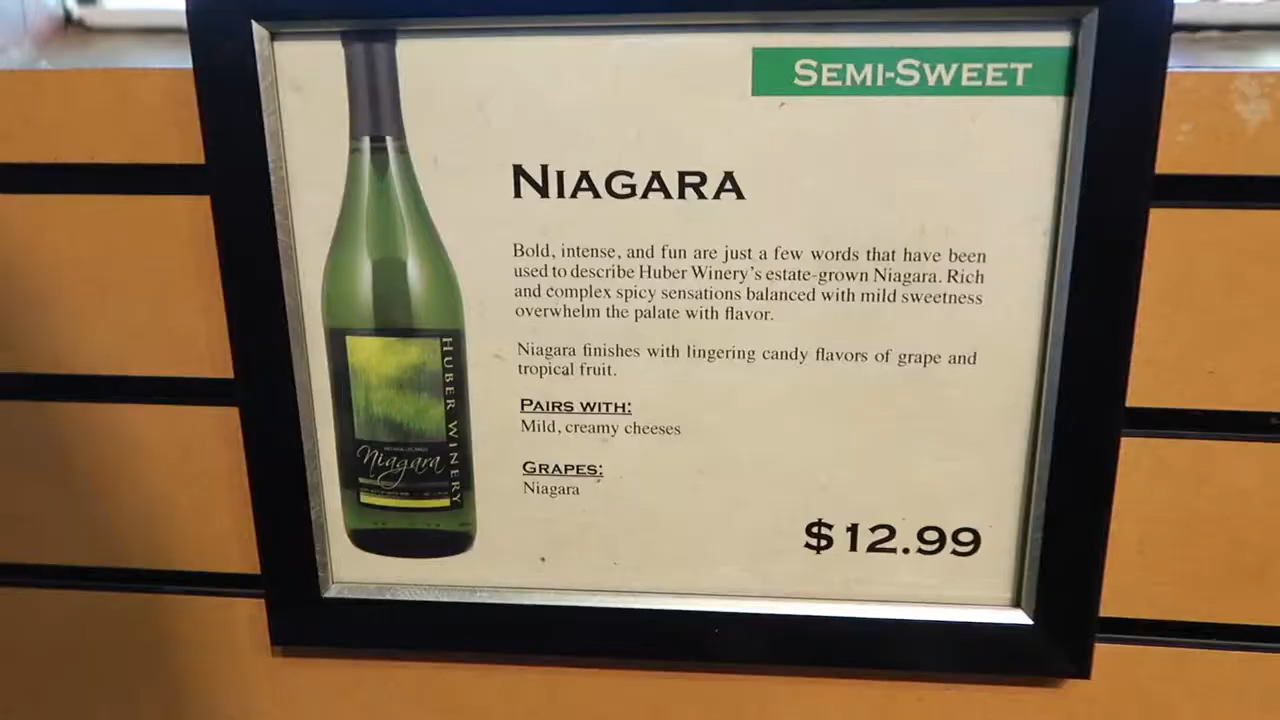 SEMI-SWEET
NIAGARA
Bold, intense, and fun are just a few words that have been
used to describe Huber Winery's estate-grown Niagara. Rich
and complex spicy sensations balanced with mild sweetness
overwhelm the palate with flavor.
Niagara finishes with lingering candy flavors of grape and
tropical fruit.
PAIRS WITH:
Mild, creamy cheeses
GRAPES:
Niagara
$12.99
HUBER WINERY
Niagara